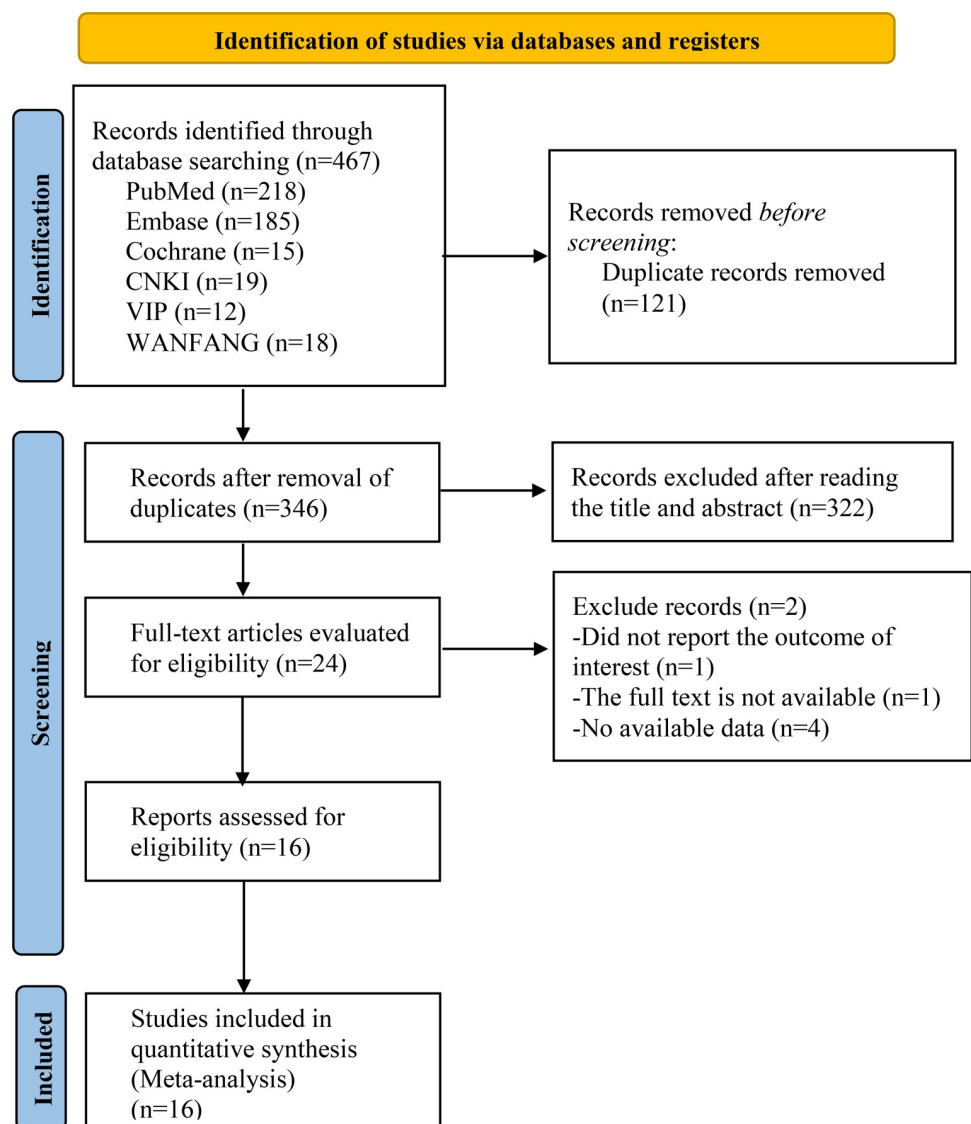 Identification of studies via databases and registers
Identification
Records identified through
database searching (n=467)
PubMed (n=218)
Embase (n=185)
Cochrane (n=15)
CNKI (n=19)
VIP (n=12)
WANFANG (n=18)
Records removed before
screening:
Duplicate records removed
(n=121)
Screening
Records after removal of
duplicates (n=346)
Records excluded after reading
the title and abstract (n=322)
Full-text articles evaluated
for eligibility (n=24)
Exclude records (n=2)
-Did not report the outcome of
interest (n=1)
-The full text is not available (n=1)
-No available data (n=4)
Reports assessed for
eligibility (n=16)
Included
Studies included in
quantitative synthesis
(Meta-analysis)
(n=16)